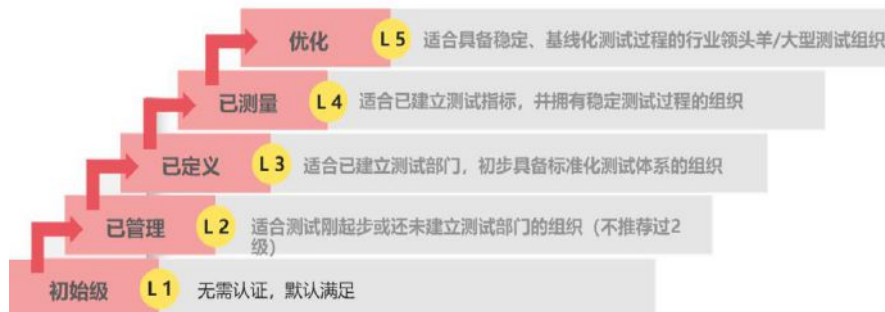 优化 L 5 适合具备稳定、基线化测试过程的行业领头羊/大型测试组织
已测量 L 4 适合已建立测试指标，并拥有稳定测试过程的组织
已定义 L 3 适合已建立测试部门，初步具备标准化测试体系的组织
已管理 L 2 适合测试刚起步或还未建立测试部门的组织（不推荐过2
级）
初始级 L 1 无需认证，默认满足